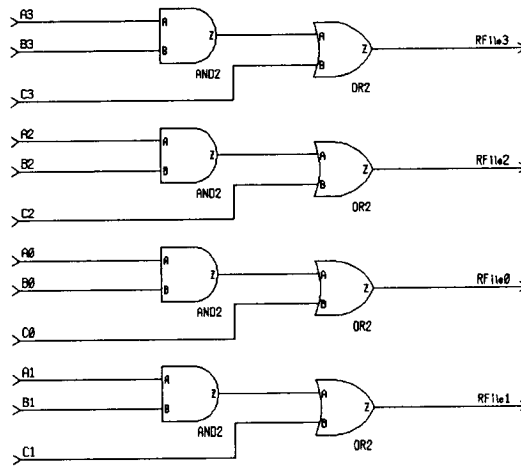 A3
A
Z
A
RFile3
B3
B
Z
AND2
B
OR2
C3
A2
A
Z
A
RFile2
B2
B
Z
AND2
B
OR2
C2
A0
A
Z
A
RFile0
B0
B
Z
AND2
B
OR2
C0
A1
A
Z
A
RFile1
B1
B
Z
AND2
B
OR2
C1